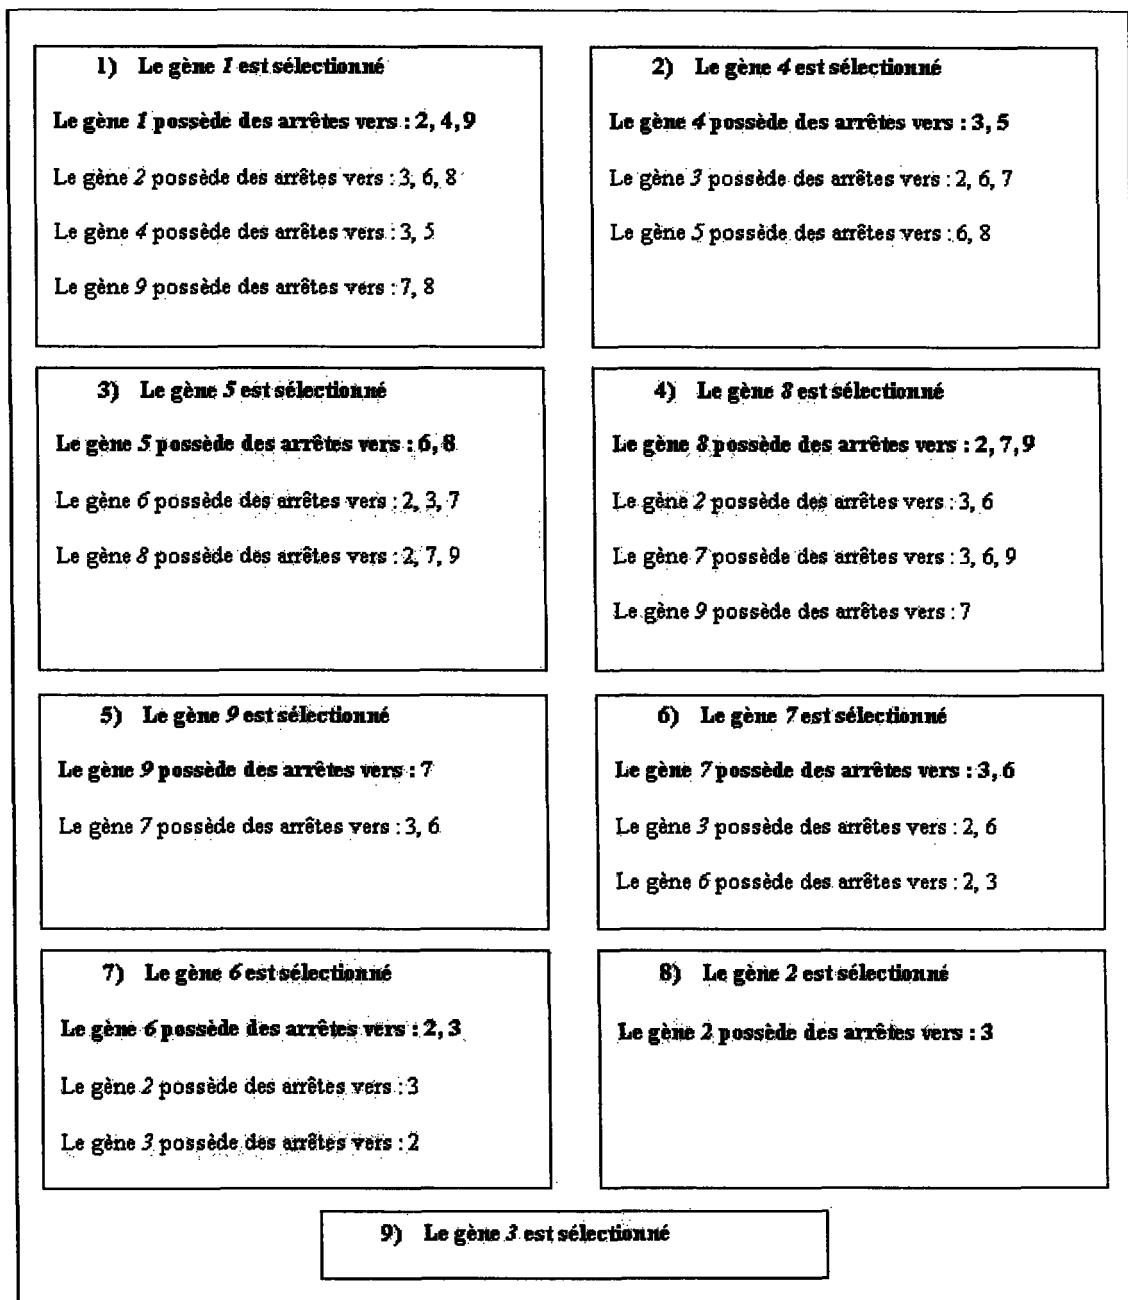 1) Le gène 1 est sélectionné
Le gène 1 possède des arrêtes vers : 2, 4, 9
Le gène 2 possède des arrêtes vers : 3, 6, 8
Le gène 4 possède des arrêtes vers : 3, 5
Le gène 9 possède des arrêtes vers : 7, 8
2) Le gène 4 est sélectionné
Le gène 4 possède des arrêtes vers : 3, 5
Le gène 3 possède des arrêtes vers : 2, 6, 7
Le gène 5 possède des arrêtes vers : 6, 8
3) Le gène 5 est sélectionné
Le gène 5 possède des arrêtes vers : 6, 8
Le gène 6 possède des arrêtes vers : 2, 3, 7
Le gène 8 possède des arrêtes vers : 2, 7, 9
4) Le gène 8 est sélectionné
Le gène 8 possède des arrêtes vers : 2, 7, 9
Le gène 2 possède des arrêtes vers : 3, 6
Le gène 7 possède des arrêtes vers : 3, 6, 9
Le gène 9 possède des arrêtes vers : 7
5) Le gène 9 est sélectionné
Le gène 9 possède des arrêtes vers : 7
Le gène 7 possède des arrêtes vers : 3, 6
6) Le gène 7 est sélectionné
Le gène 7 possède des arrêtes vers : 3, 6
Le gène 3 possède des arrêtes vers : 2, 6
Le gène 6 possède des arrêtes vers : 2, 3
7) Le gène 6 est sélectionné
Le gène 6 possède des arrêtes vers : 2, 3
Le gène 2 possède des arrêtes vers : 3
Le gène 3 possède des arrêtes vers : 2
8) Le gène 2 est sélectionné
Le gène 2 possède des arrêtes vers : 3
9) Le gène 3 est sélectionné